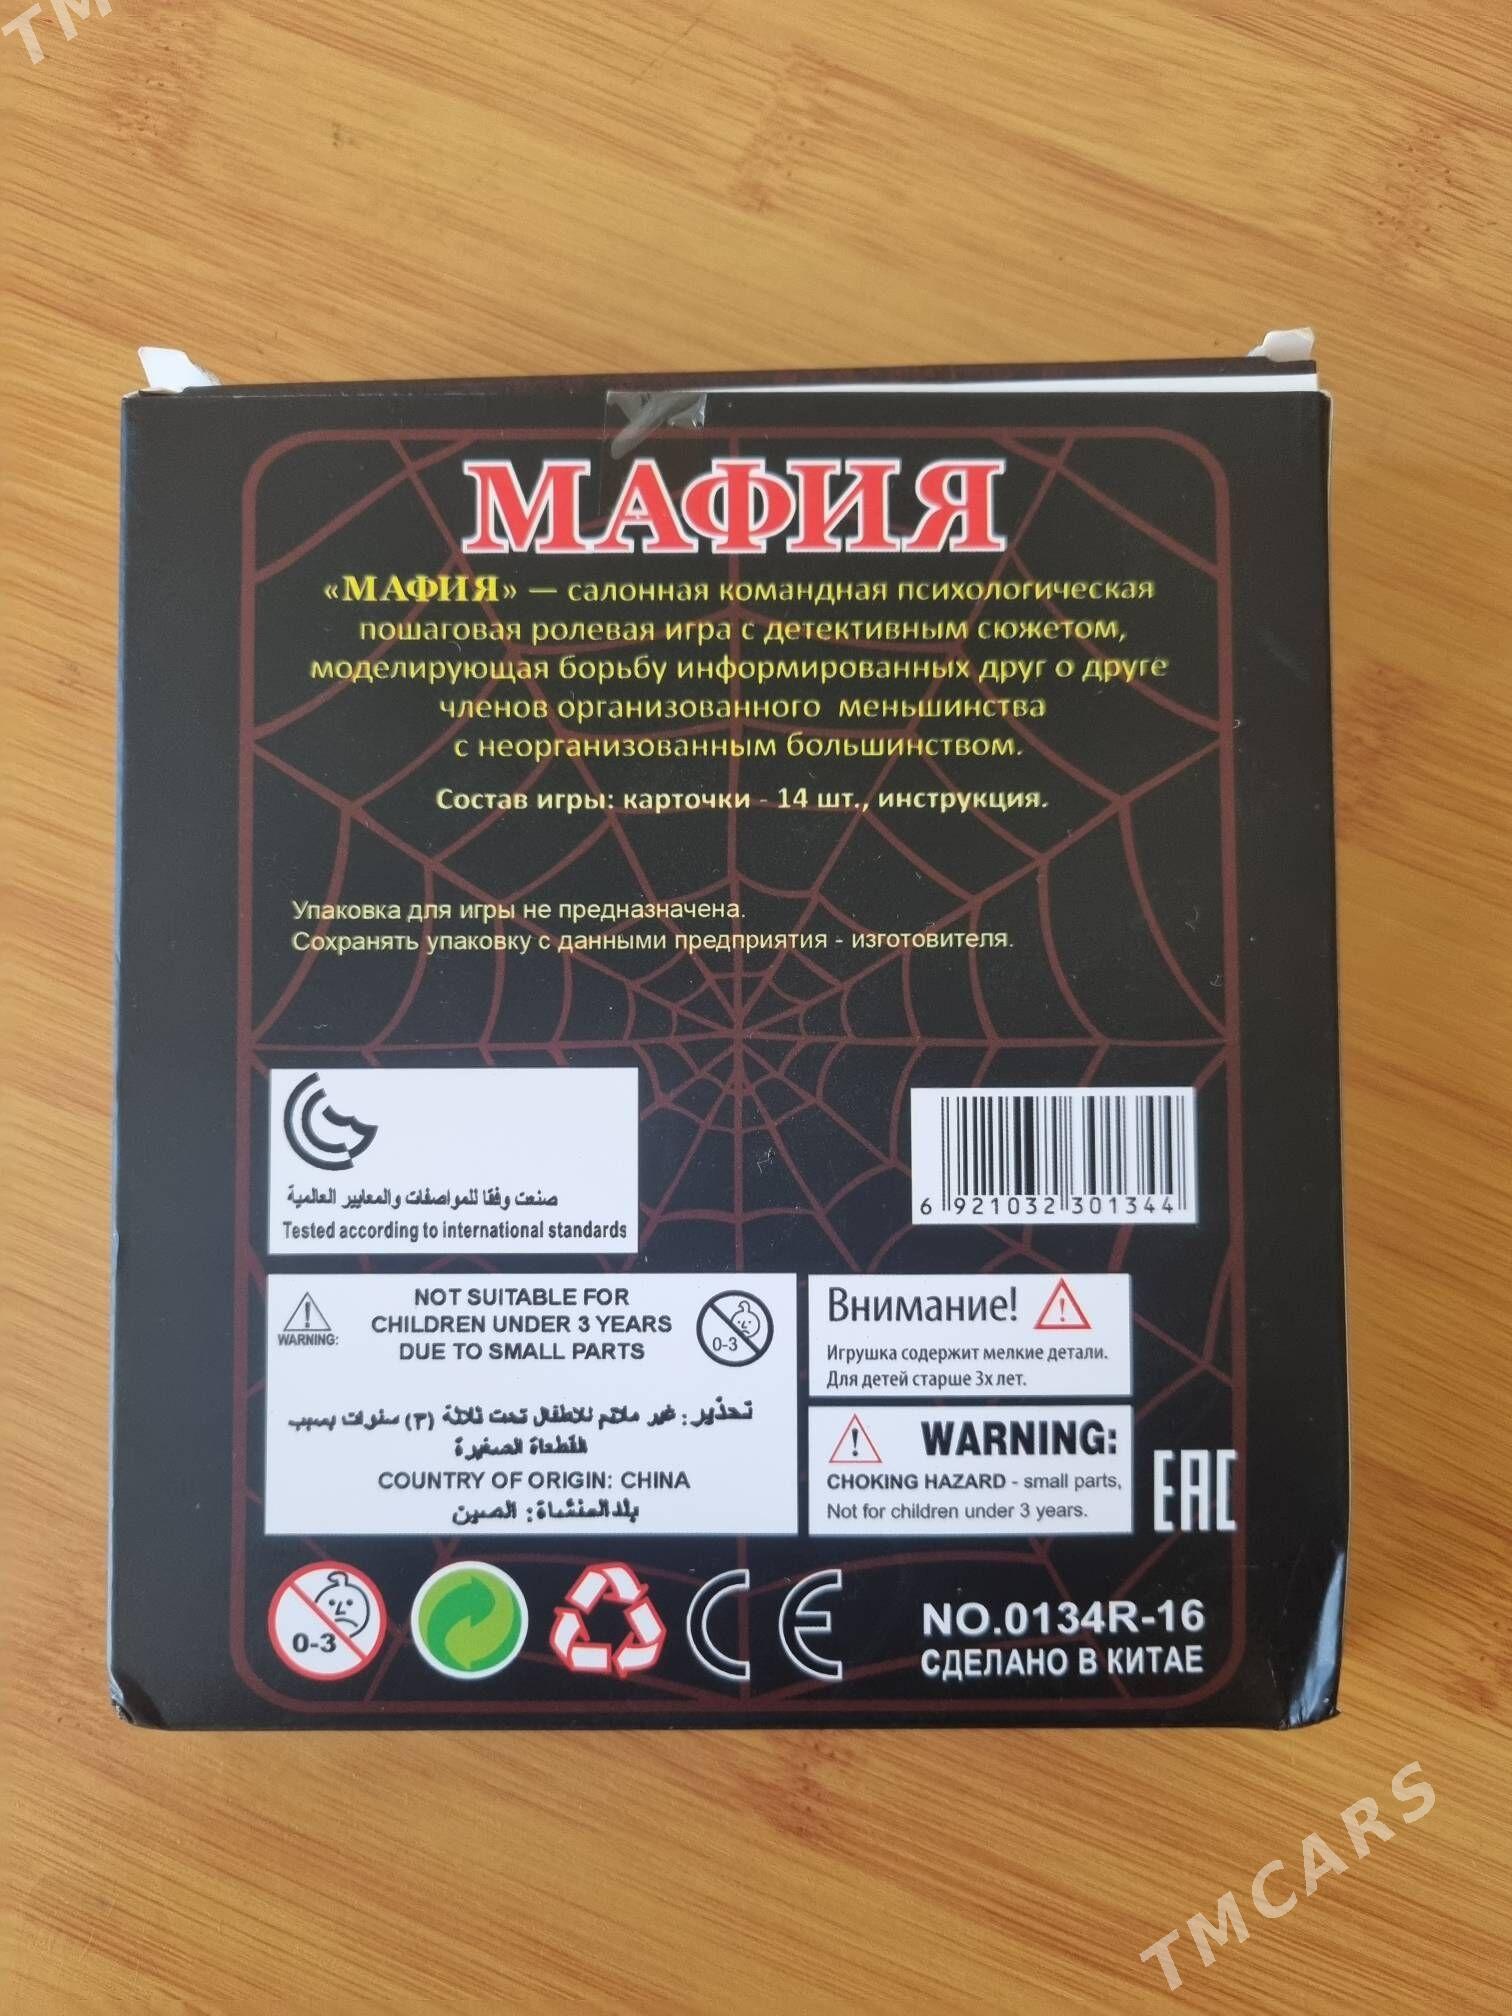 TM
МАФИЯ
«МАФИЯ» — салонная командная психологическая
пошаговая ролевая игра с детективным сюжетом,
моделирующая борьбу информированных друг о друге
членов организованного меньшинства
с неорганизованным большинством.
Состав игры: карточки - 14 шт., инструкция.
Упаковка для игры не предназначена.
Сохранять упаковку с данными предприятия - изготовителя.
صنعت وفقا للمواصفات والمعايير العالمية
Tested according to international standards
6 921032 301344
WARNING:
NOT SUITABLE FOR
CHILDREN UNDER 3 YEARS
DUE TO SMALL PARTS
0-3
تحذير: غير ملائم للاطفال تحت ثلاثة (٣) سنوات بسبب
القطعاة الصغيرة
COUNTRY OF ORIGIN: CHINA
بلد المنشاة: الصين
Внимание!
Игрушка содержит мелкие детали.
Для детей старше 3х лет.
WARNING:
CHOKING HAZARD - small parts,
Not for children under 3 years.
EAC
0-3
CE
NO.0134R-16
СДЕЛАНО В КИТАЕ
TMCARS